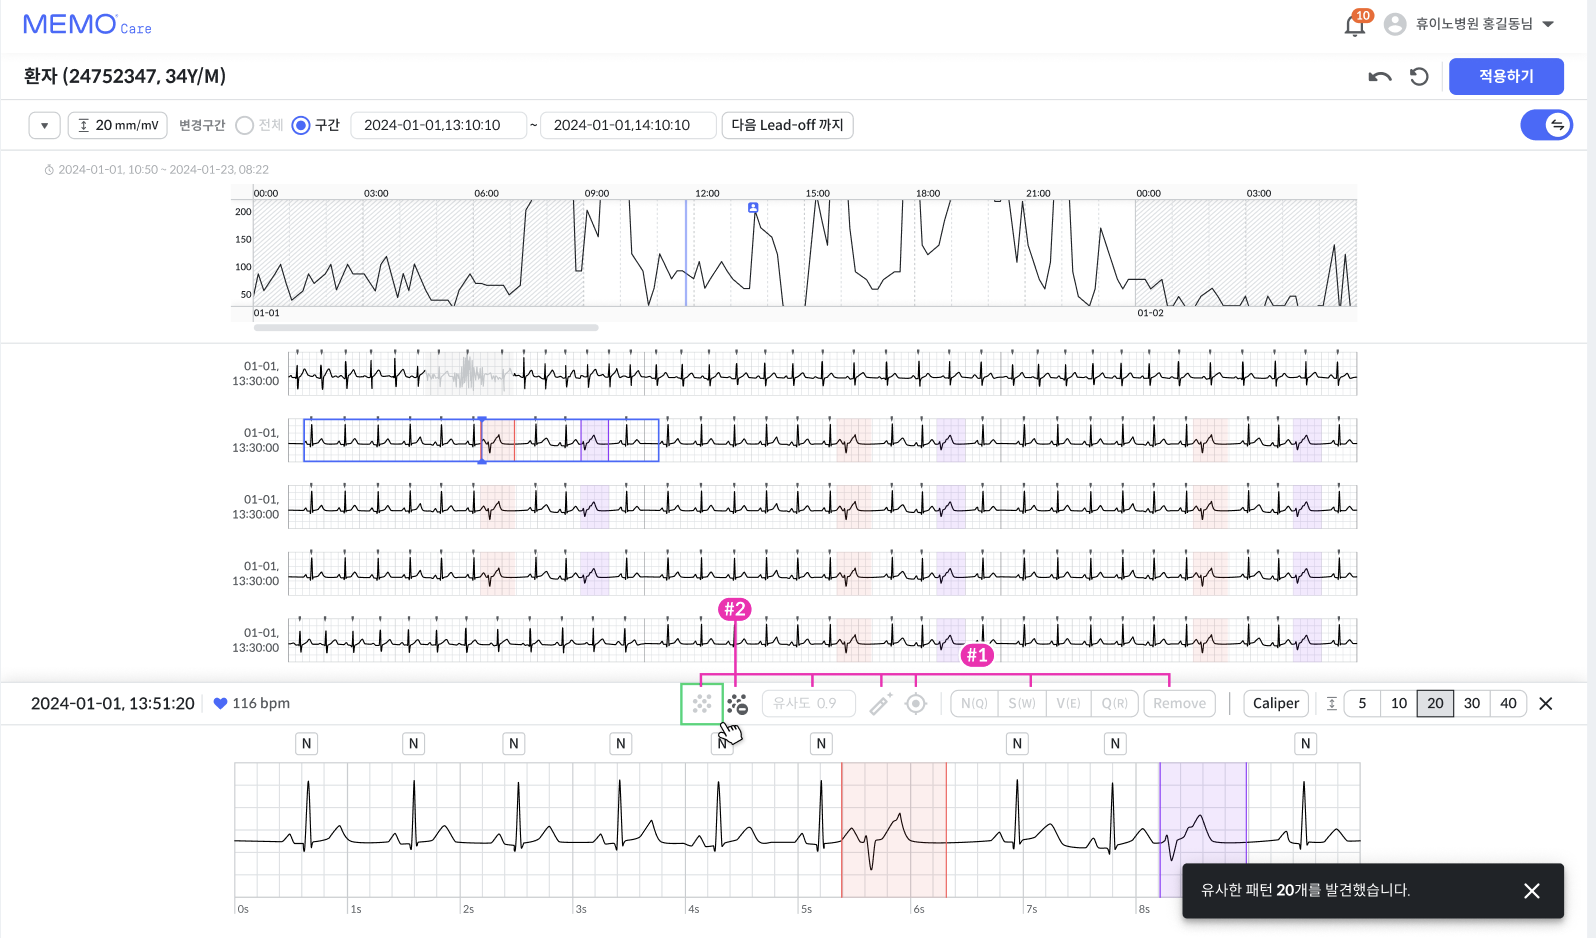 MEMO Care
10
휴이노병원 홍길동님
환자 (24752347, 34Y/M)
적용하기
20 mm/mV
변경구간
전체
구간
2024-01-01,13:10:10
~
2024-01-01,14:10:10
다음 Lead-off 까지
2024-01-01, 10:50 ~ 2024-01-23, 08:22
00:00 03:00 06:00 09:00 12:00 15:00 18:00 21:00 00:00 03:00
200
150
100
50
01-01 01-02
01-01,
13:30:00
01-01,
13:30:00
01-01,
13:30:00
01-01,
13:30:00
#2
01-01,
13:30:00
#1
2024-01-01, 13:51:20
116 bpm
유사도 0.9
N(Q) S(W) V(E) Q(R) Remove
Caliper
5 10 20 30 40
N N N N N N N N N
유사한 패턴 20개를 발견했습니다.
0s 1s 2s 3s 4s 5s 6s 7s 8s